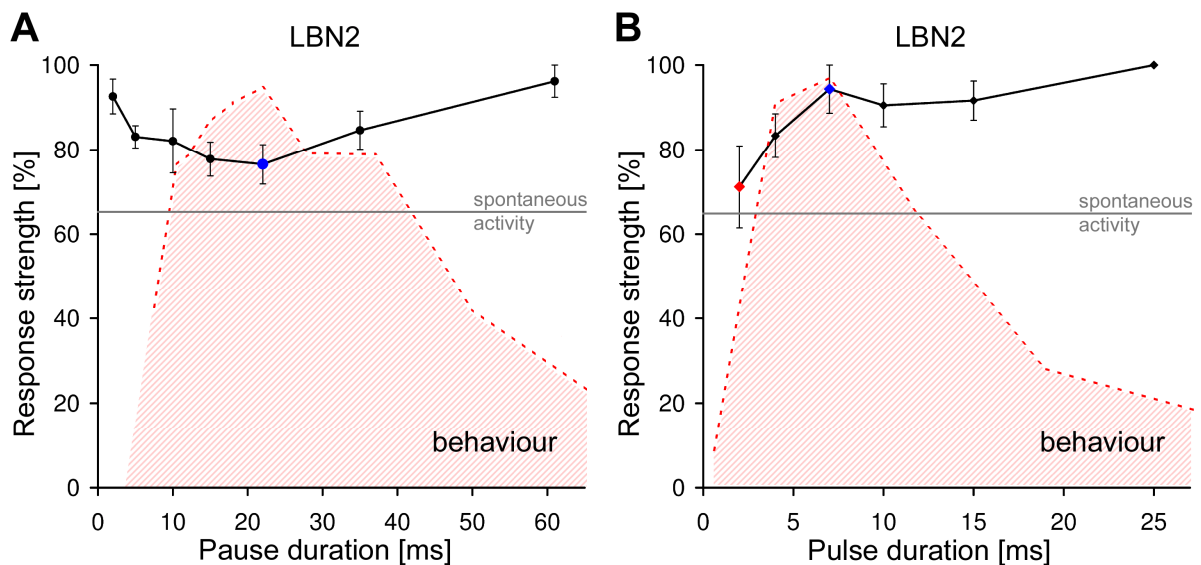 A
LBN2
Response strength [%]
100
80
60
40
20
0
spontaneous
activity
behaviour
0 10 20 30 40 50 60
Pause duration [ms]
B
LBN2
Response strength [%]
100
80
60
40
20
0
spontaneous
activity
behaviour
0 5 10 15 20 25
Pulse duration [ms]